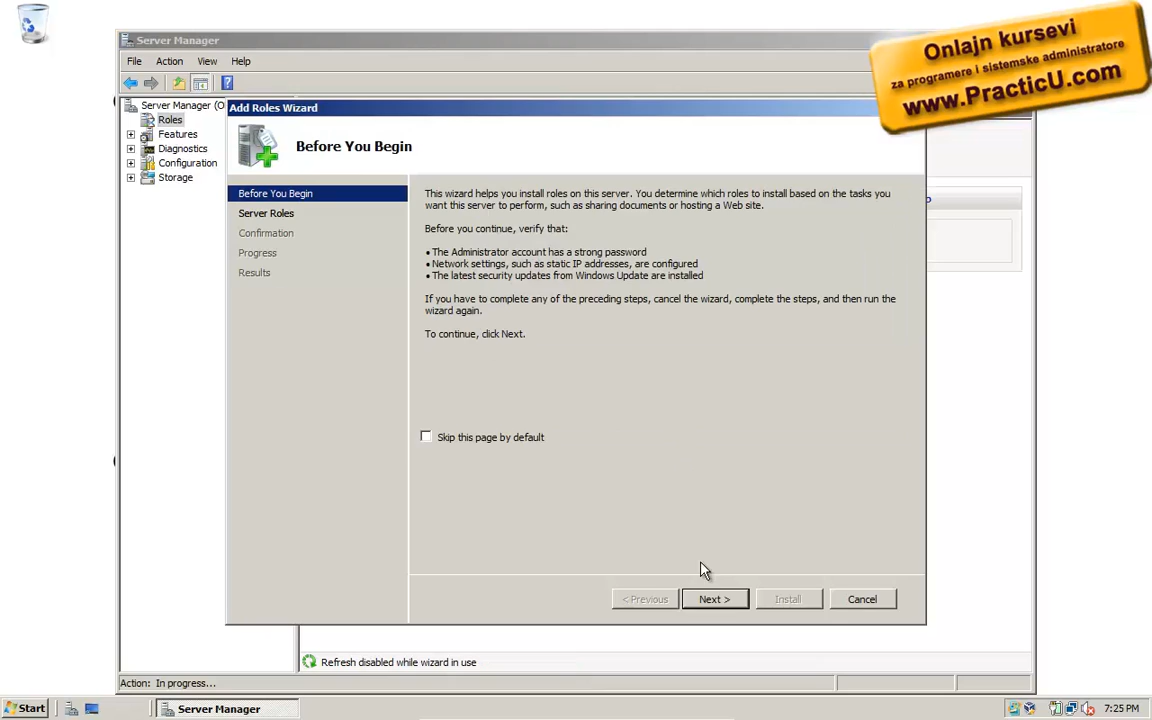 Server Manager
File Action View Help
Onlajn kursevi
za programere i sistemske administratore
www.PracticU.com
Server Manager (O
Roles
Features
Diagnostics
Configuration
Storage
Add Roles Wizard
Before You Begin
Before You Begin
Server Roles
Confirmation
Progress
Results
This wizard helps you install roles on this server. You determine which roles to install based on the tasks you
want this server to perform, such as sharing documents or hosting a Web site.
Before you continue, verify that:
• The Administrator account has a strong password
• Network settings, such as static IP addresses, are configured
• The latest security updates from Windows Update are installed
If you have to complete any of the preceding steps, cancel the wizard, complete the steps, and then run the
wizard again.
To continue, click Next.
Skip this page by default
< Previous Next > Install Cancel
Refresh disabled while wizard in use
Action: In progress...
Start Server Manager 7:25 PM